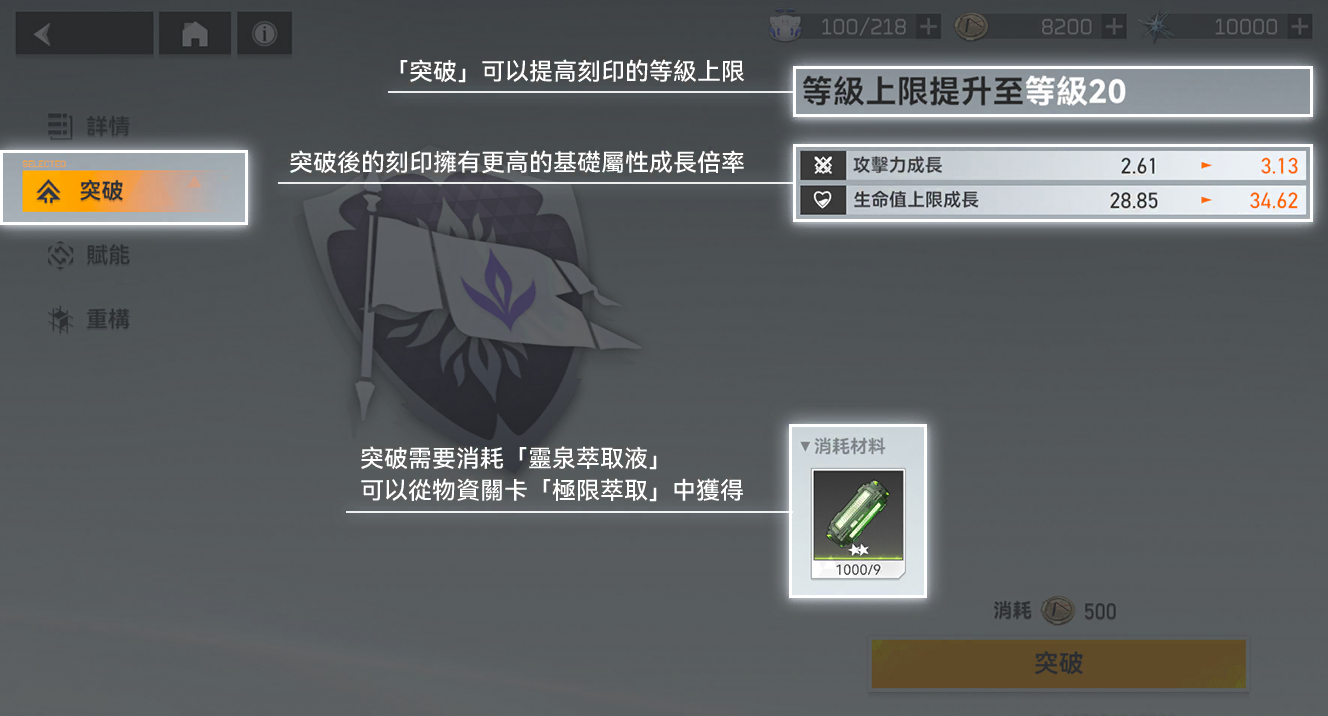 100/218
8200
10000
「突破」可以提高刻印的等級上限
等級上限提升至等級20
詳情
SELECTED
突破
突破後的刻印擁有更高的基礎屬性成長倍率
攻擊力成長 2.61 3.13
生命值上限成長 28.85 34.62
賦能
重構
突破需要消耗「靈泉萃取液」
可以從物資關卡「極限萃取」中獲得
消耗材料
1000/9
消耗 500
突破